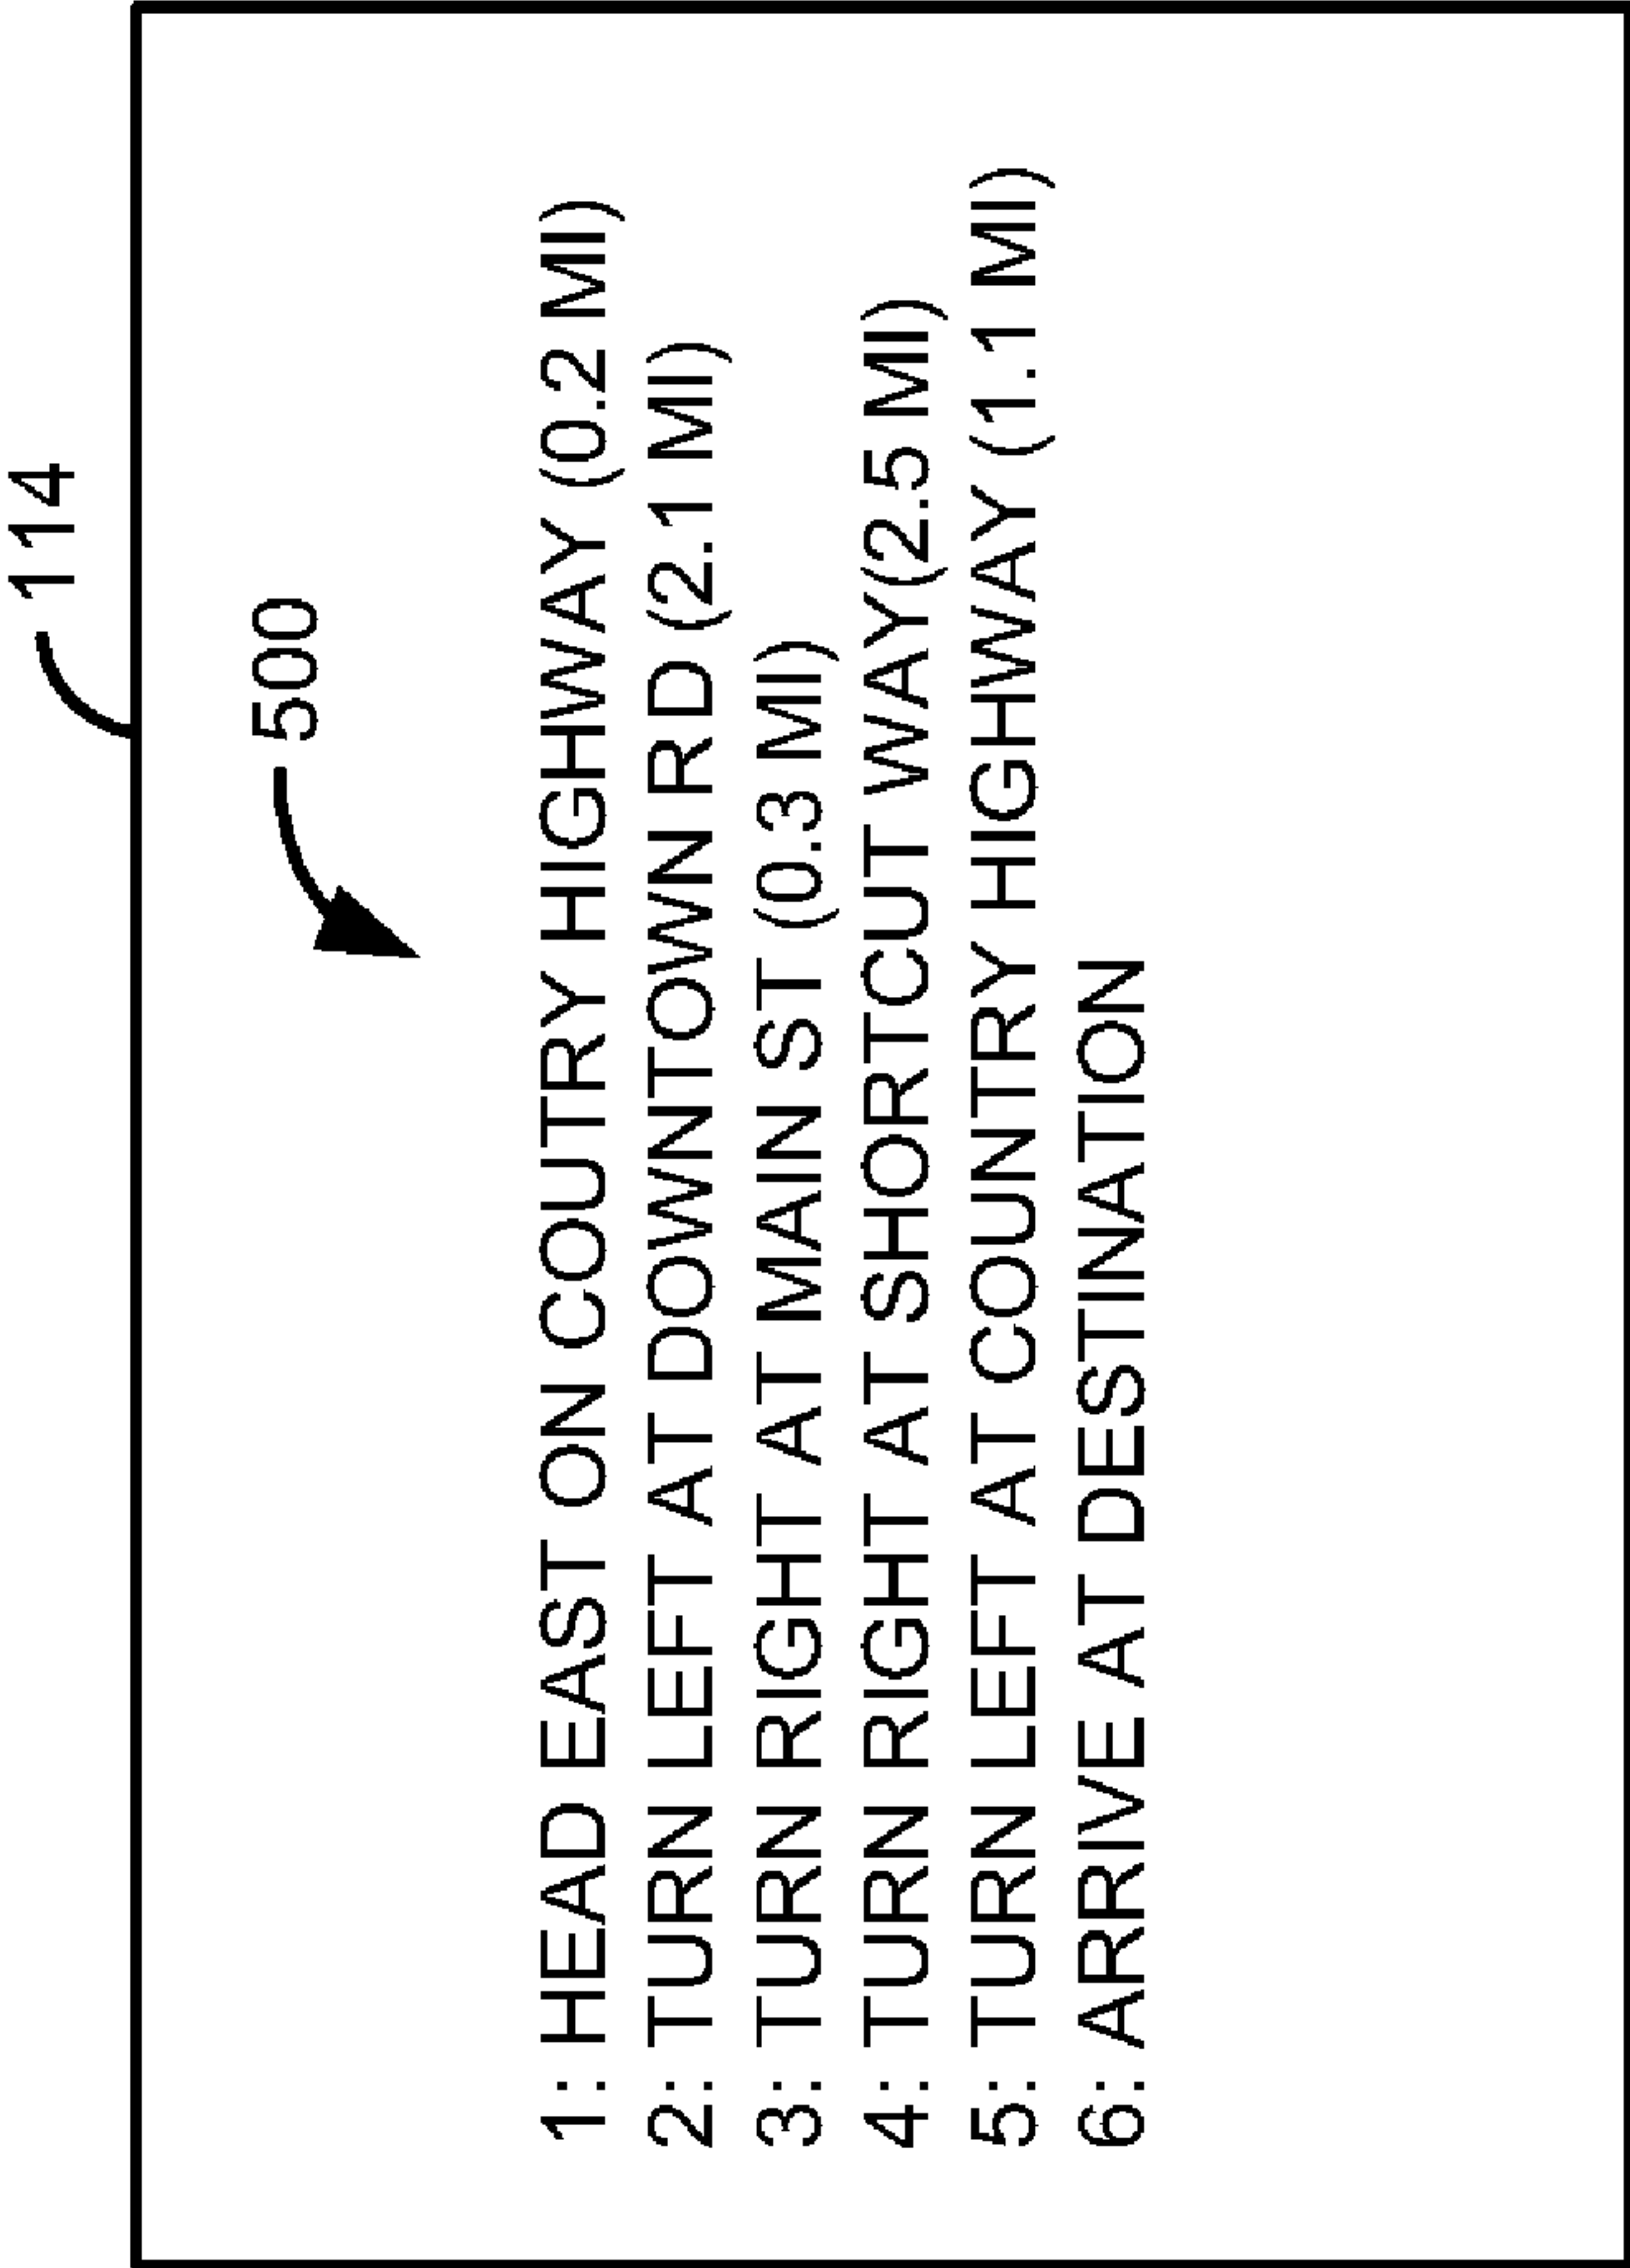 114
500
1: HEAD EAST ON COUTRY HIGHWAY (0.2 MI)
2: TURN LEFT AT DOWNTOWN RD (2.1 MI)
3: TURN RIGHT AT MAIN ST (0.3 MI)
4: TURN RIGHT AT SHORTCUT WAY(2.5 MI)
5: TURN LEFT AT COUNTRY HIGHWAY (1.1 MI)
6: ARRIVE AT DESTINATION